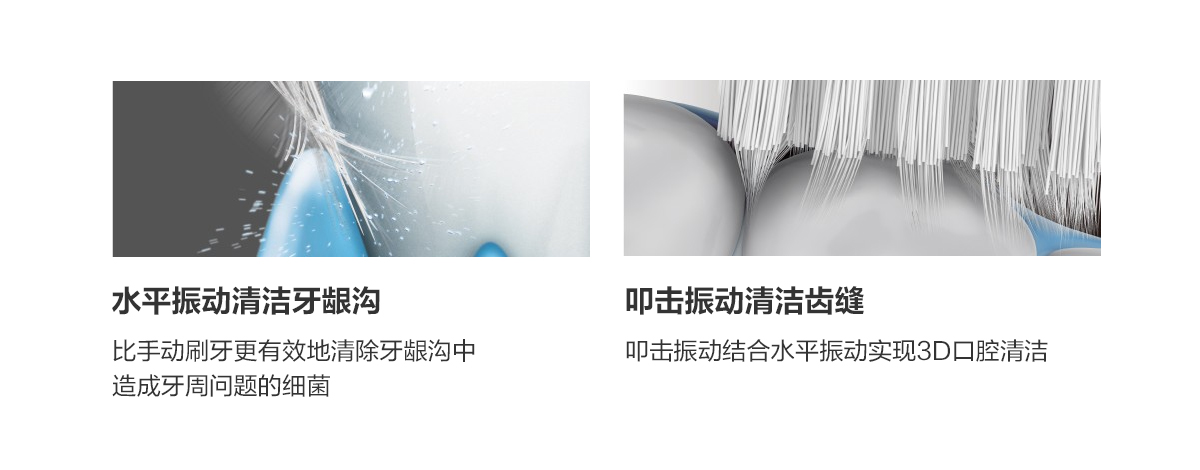 水平振动清洁牙龈沟
比手动刷牙更有效地清除牙龈沟中
造成牙周问题的细菌
叩击振动清洁齿缝
叩击振动结合水平振动实现3D口腔清洁